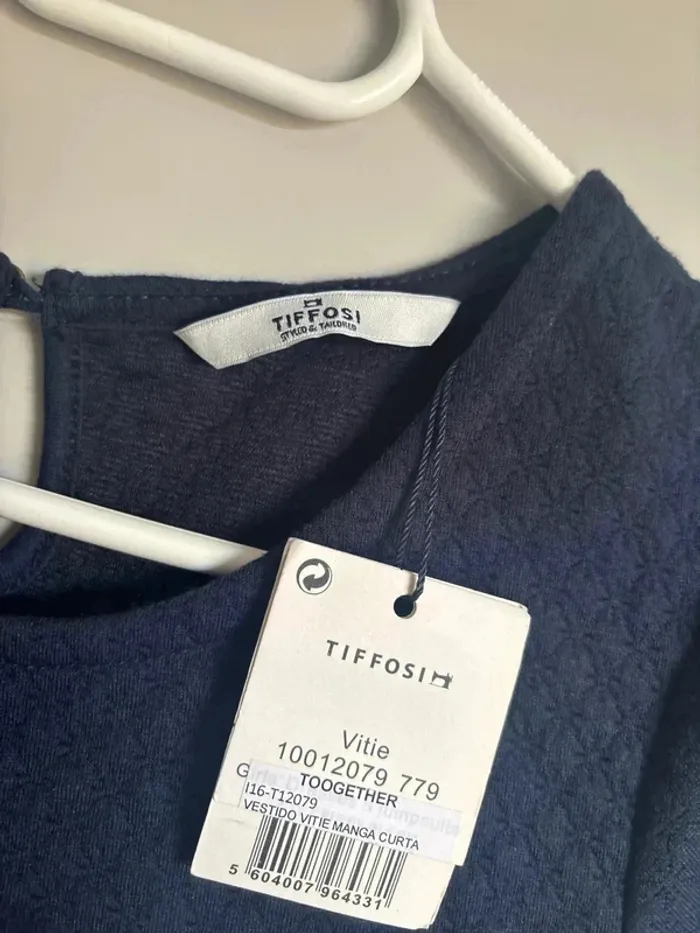 TIFFOSI
STYLED & TAILORED
TIFFOSI
Vitie
10012079 779
TOOGETHER
I16-T12079
VESTIDO VITIE MANGA CURTA
5 604007 964331